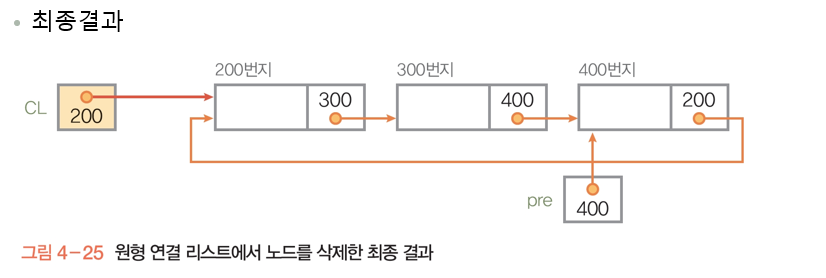 • 최종결과
200번지 300번지 400번지
CL 200 300 400 200
pre 400
그림 4-25 원형 연결 리스트에서 노드를 삭제한 최종 결과